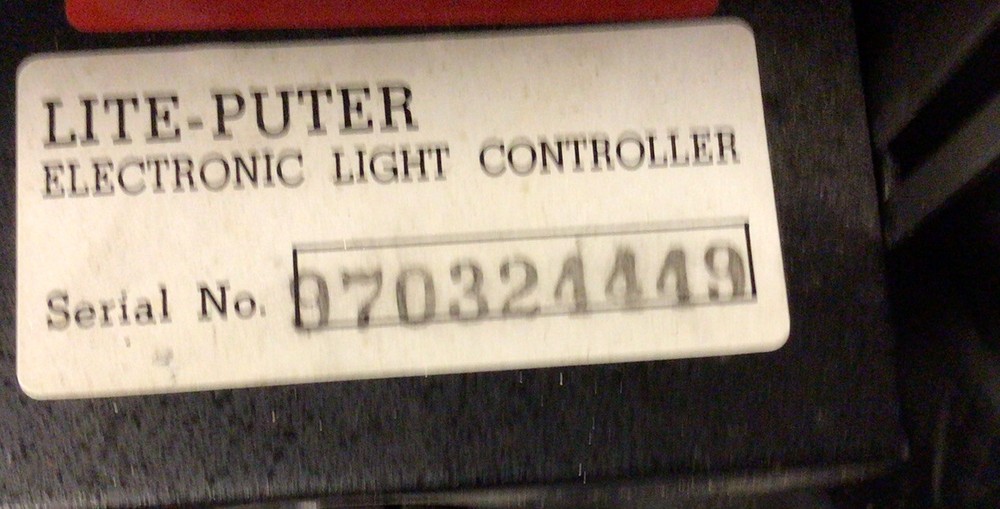 LITE-PUTER
ELECTRONIC LIGHT CONTROLLER
Serial No. 970324449